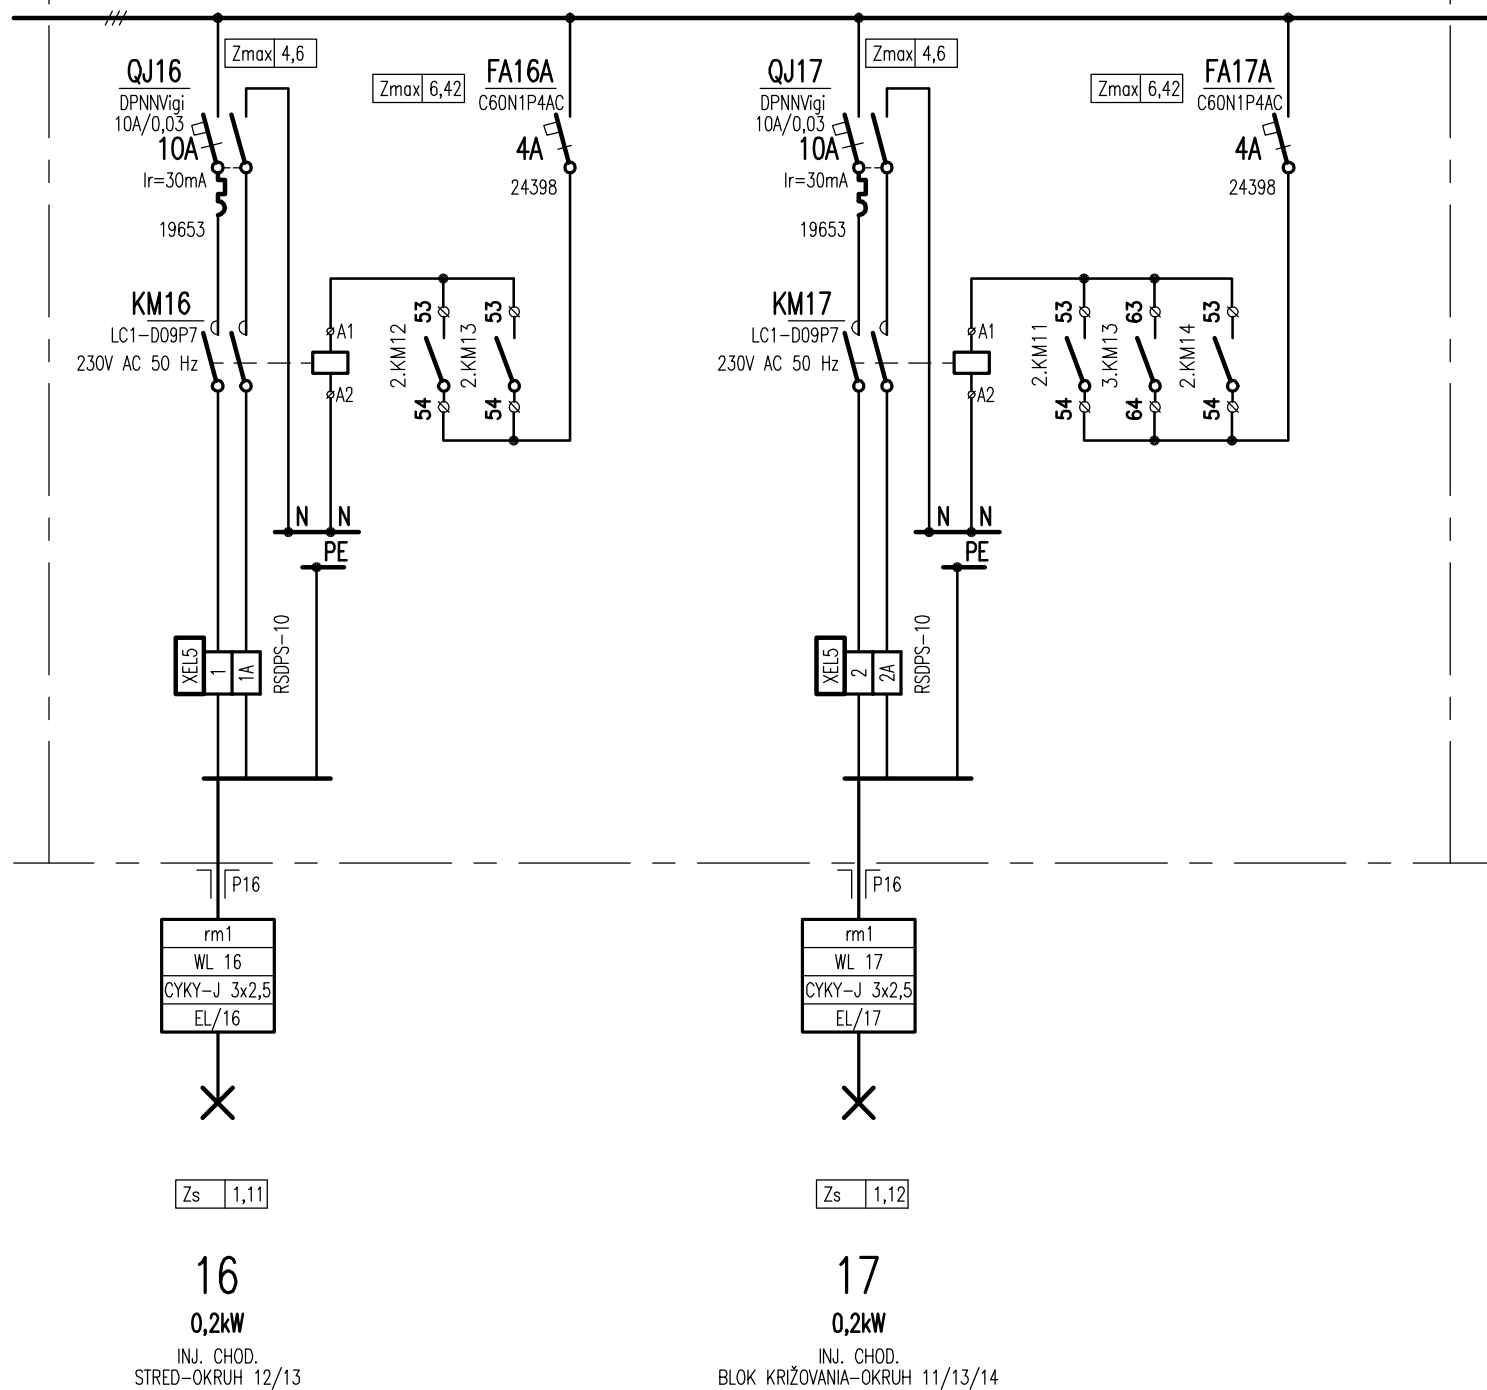 Zmax 4,6
QJ16
DPNNVigi
10A/0,03
10A
Ir=30mA
19653
Zmax 6,42
FA16A
C60N1P4AC
4A
24398
KM16
LC1-D09P7
230V AC 50 Hz
A1
A2
53
2.KM12
54
53
2.KM13
54
N N
PE
XEL5
1
1A
RSDPS-10
P16
rm1
WL 16
CYKY-J 3x2,5
EL/16
Zs 1,11
16
0,2kW
INJ. CHOD.
STRED-OKRUH 12/13
Zmax 4,6
QJ17
DPNNVigi
10A/0,03
10A
Ir=30mA
19653
Zmax 6,42
FA17A
C60N1P4AC
4A
24398
KM17
LC1-D09P7
230V AC 50 Hz
A1
A2
53
2.KM11
54
63
3.KM13
64
53
2.KM14
54
N N
PE
XEL5
2
2A
RSDPS-10
P16
rm1
WL 17
CYKY-J 3x2,5
EL/17
Zs 1,12
17
0,2kW
INJ. CHOD.
BLOK KRIŽOVANIA-OKRUH 11/13/14